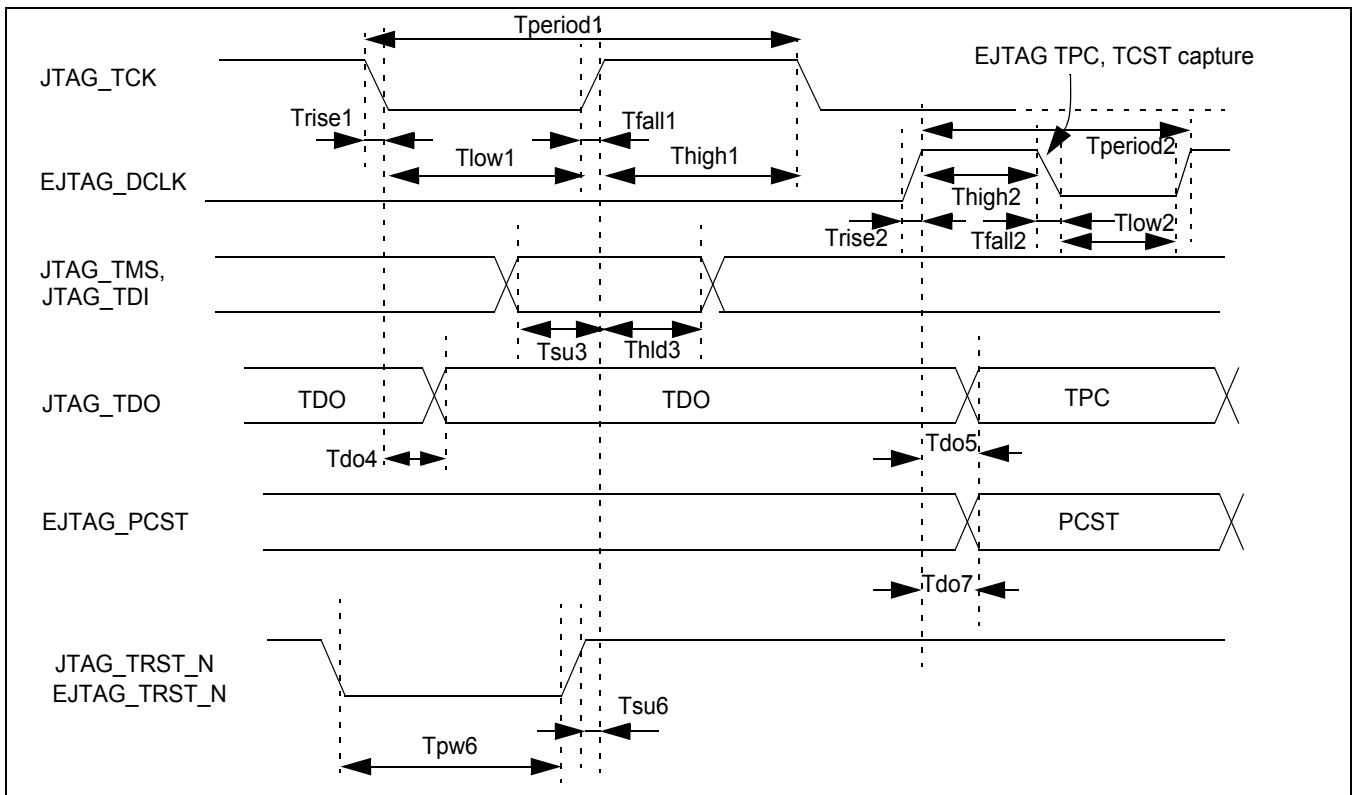 Tperiod1
EJTAG TPC, TCST capture
JTAG_TCK
Trise1
Tfall1
Tperiod2
Tlow1
Thigh1
EJTAG_DCLK
Thigh2
Trise2
Tfall2
Tlow2
JTAG_TMS,
JTAG_TDI
Tsu3
Thld3
JTAG_TDO
TDO
TDO
TPC
Tdo4
Tdo5
EJTAG_PCST
PCST
Tdo7
JTAG_TRST_N
EJTAG_TRST_N
Tsu6
Tpw6